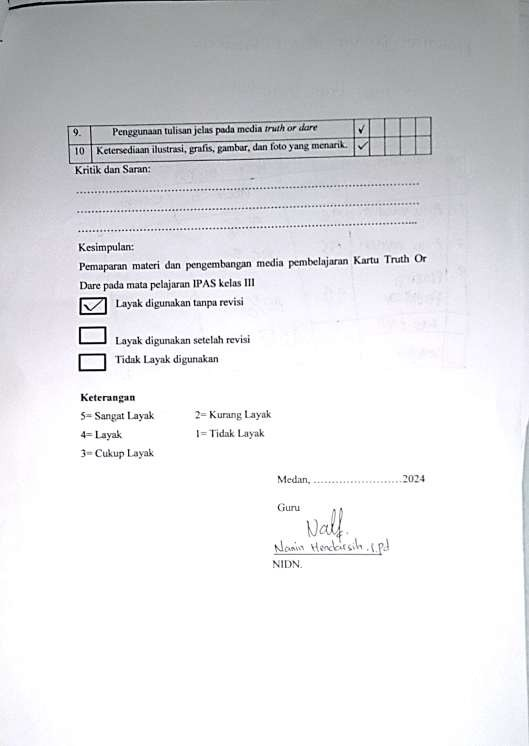 9. Penggunaan tulisan jelas pada media truth or dare ✓
10 Ketersediaan ilustrasi, grafis, gambar, dan foto yang menarik. ✓
Kritik dan Saran:
Kesimpulan:
Pemaparan materi dan pengembangan media pembelajaran Kartu Truth Or
Dare pada mata pelajaran IPAS kelas III
Layak digunakan tanpa revisi
Layak digunakan setelah revisi
Tidak Layak digunakan
Keterangan
5= Sangat Layak 2= Kurang Layak
4= Layak 1= Tidak Layak
3= Cukup Layak
Medan, ........................2024
Guru
Nanin Hendarsih, S.Pd
NIDN.